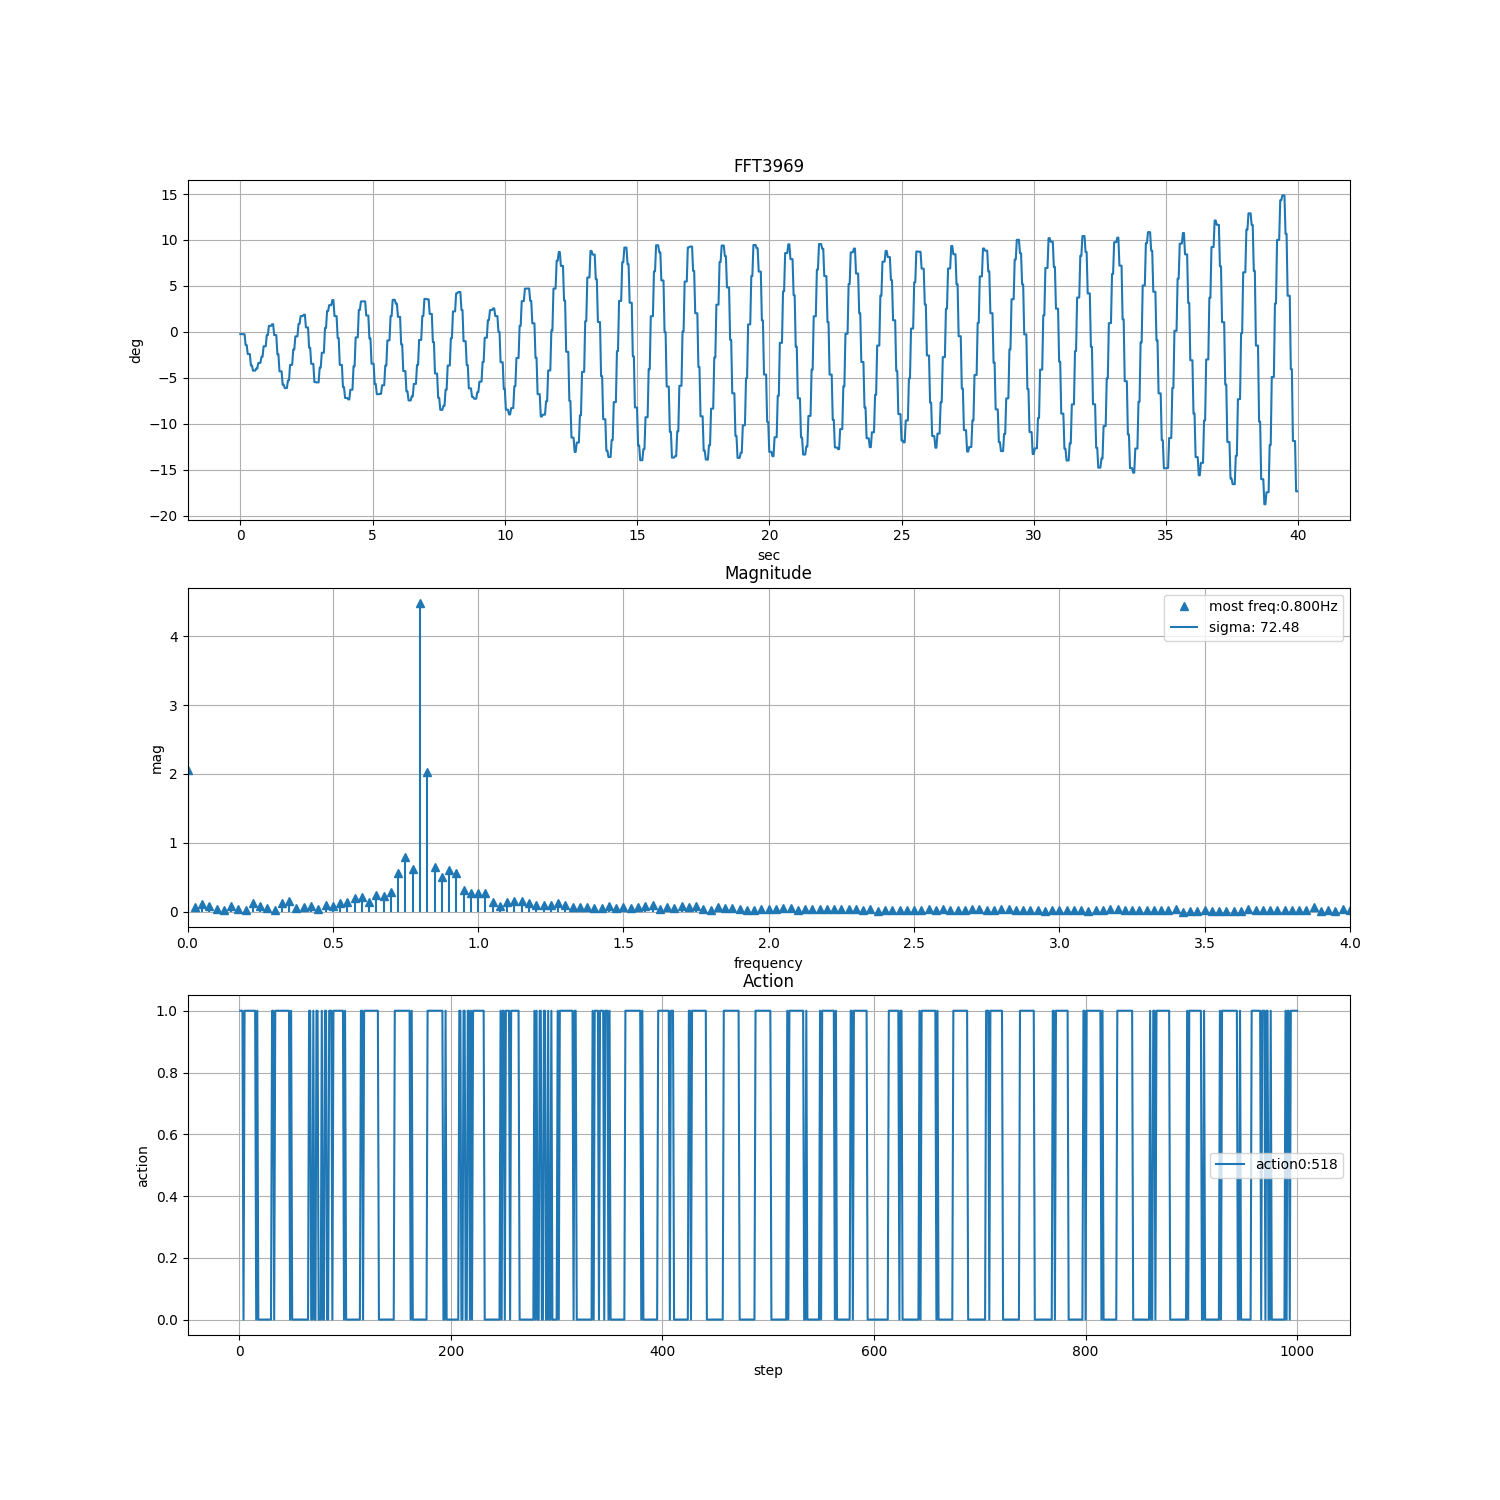 FFT3969
15
10
5
0
−5
−10
−15
−20
deg
0 5 10 15 20 25 30 35 40
sec
Magnitude
most freq:0.800Hz
sigma: 72.48
4
3
2
1
0
mag
0.0 0.5 1.0 1.5 2.0 2.5 3.0 3.5 4.0
frequency
Action
1.0
0.8
0.6
0.4
0.2
0.0
action
action0:518
0 200 400 600 800 1000
step